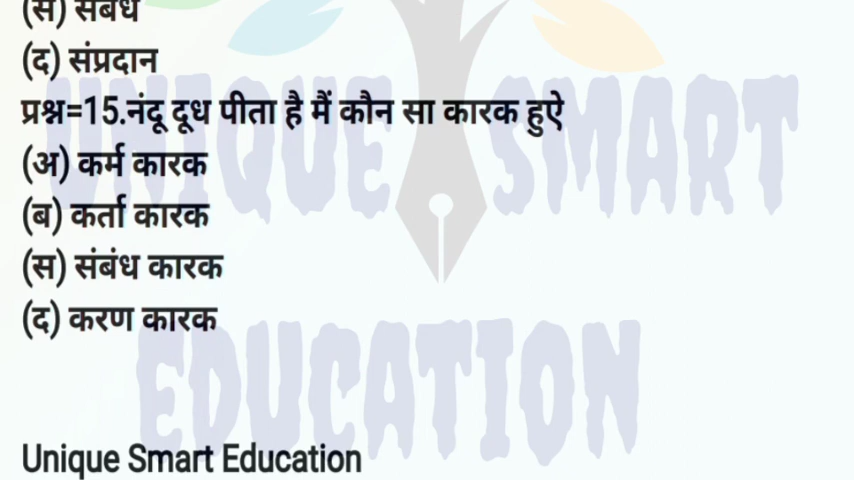 (स) संबंध
(द) संप्रदान
प्रश्न=15.नंदू दूध पीता है मैं कौन सा कारक हुऐ
(अ) कर्म कारक
(ब) कर्ता कारक
(स) संबंध कारक
(द) करण कारक
UNIQUE SMART
EDUCATION
Unique Smart Education